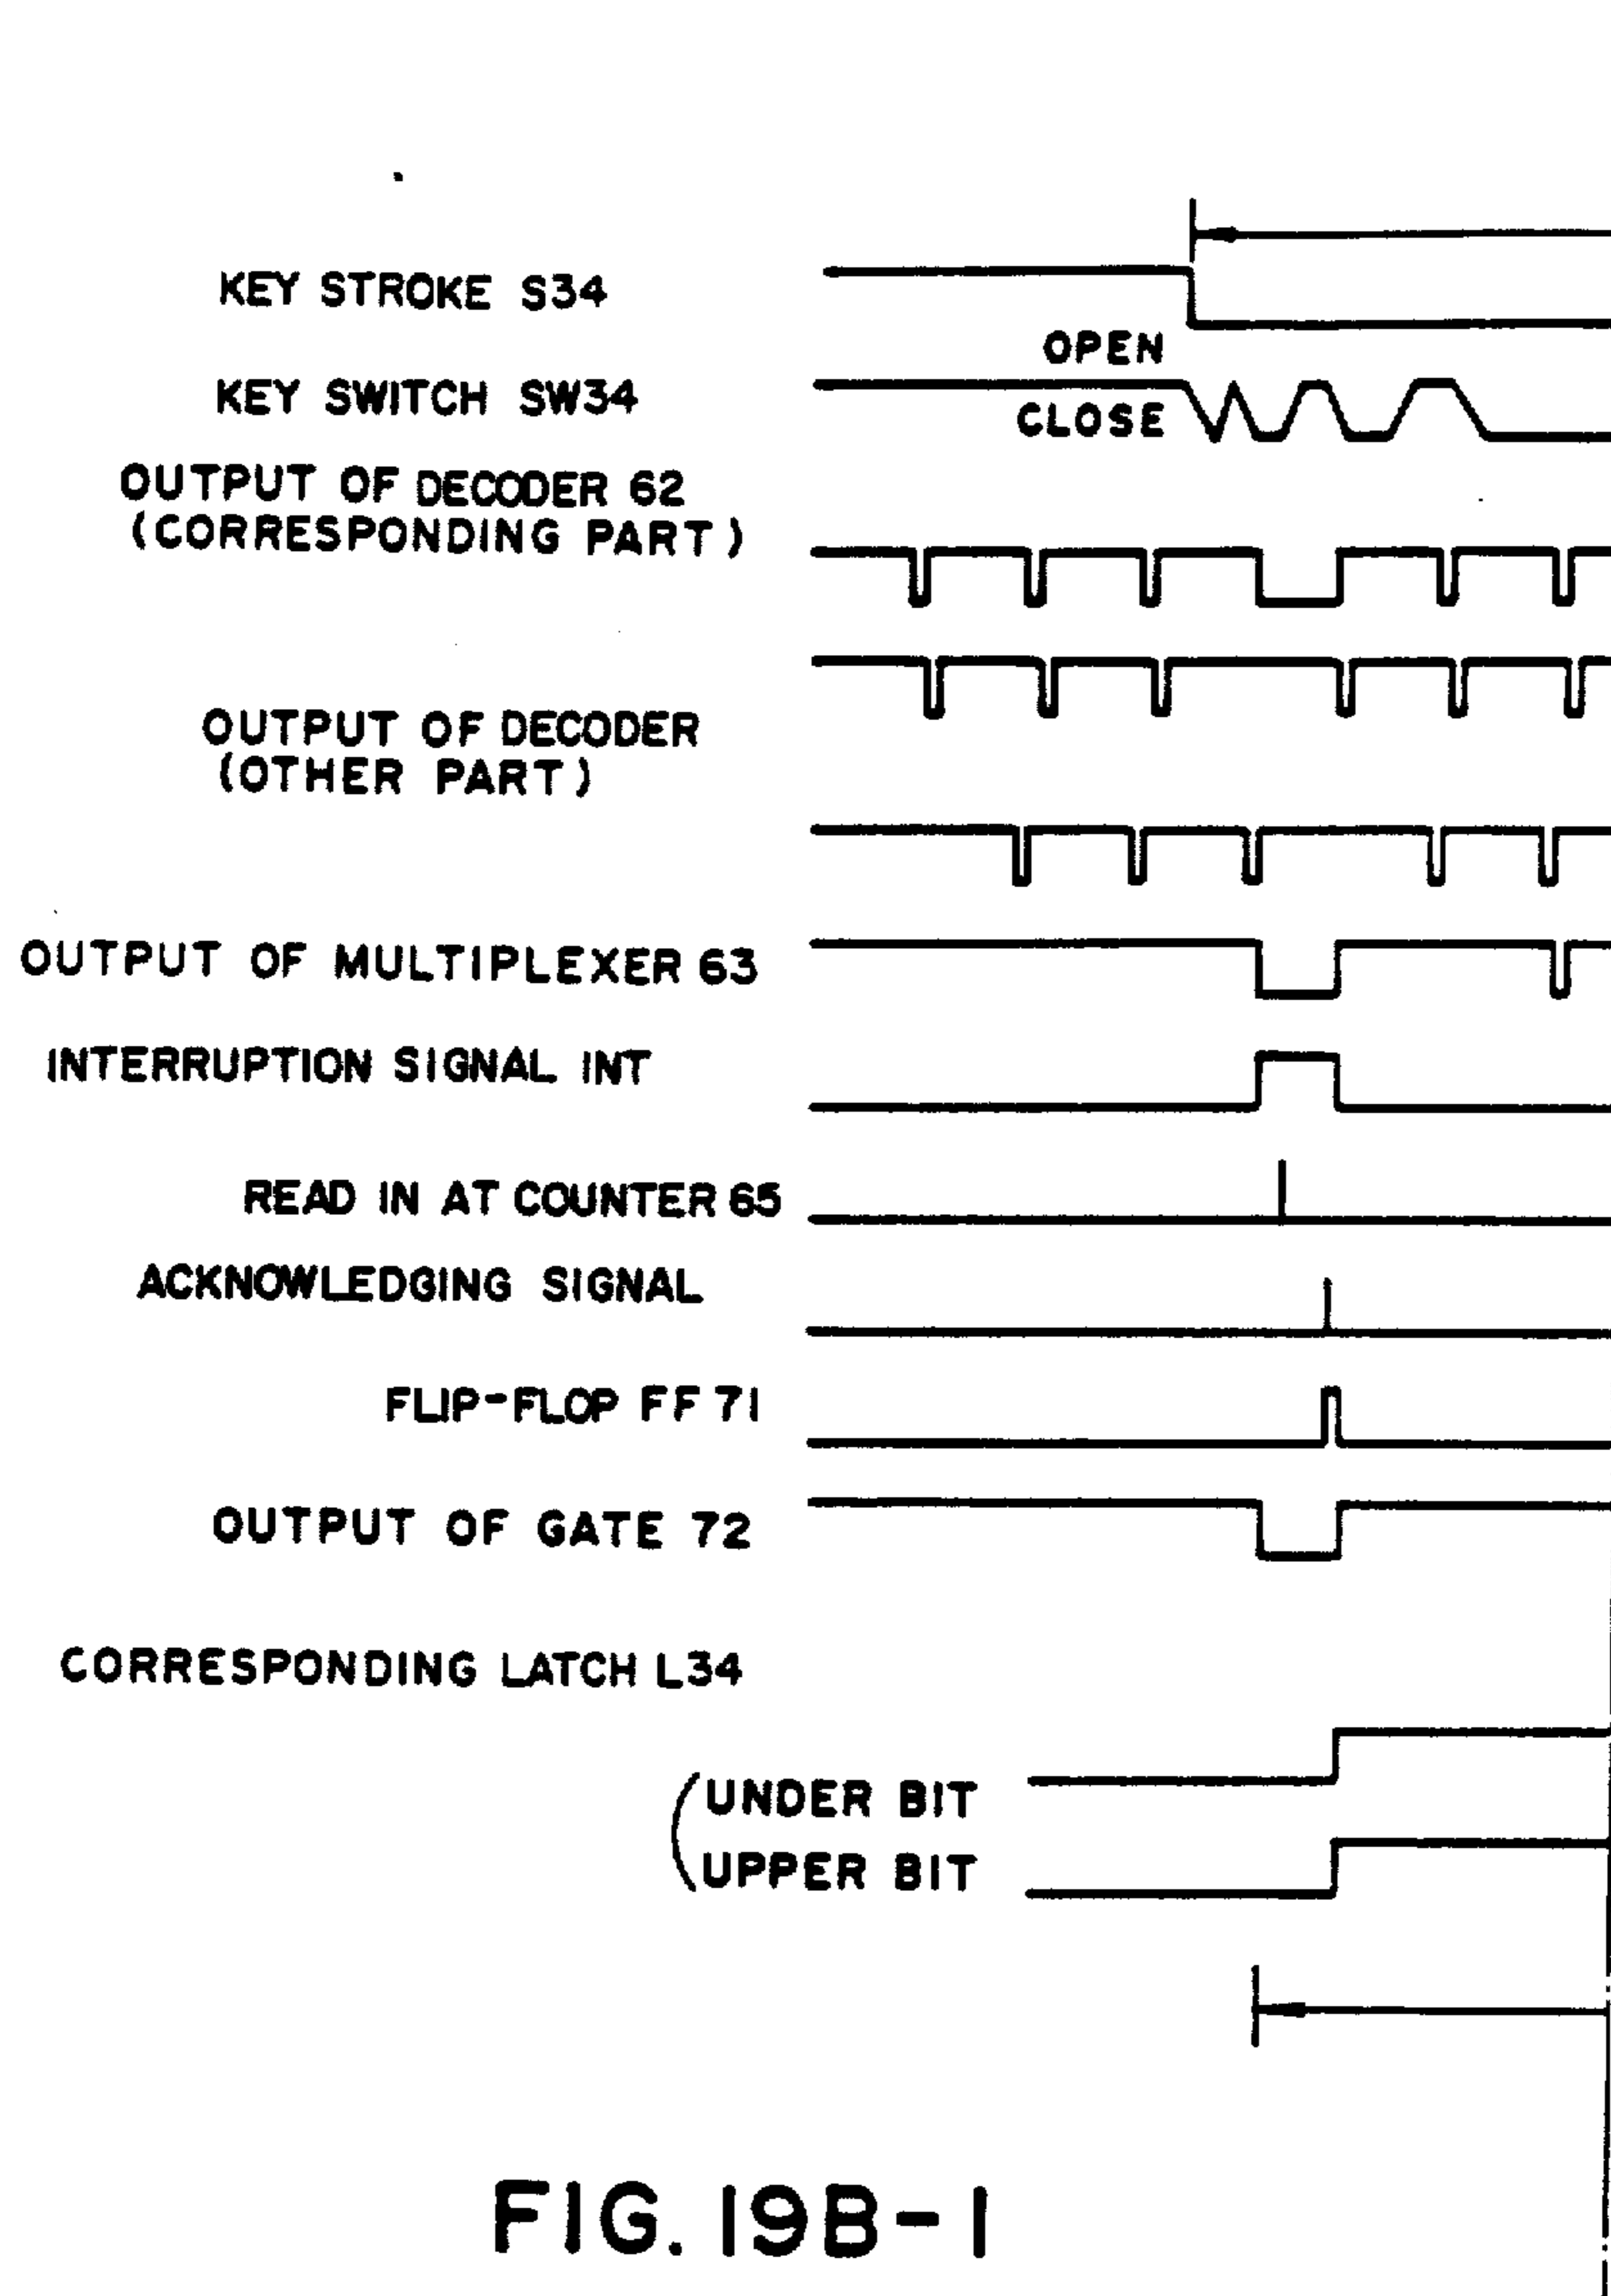 KEY STROKE S34
OPEN
KEY SWITCH SW34
CLOSE
OUTPUT OF DECODER 62
(CORRESPONDING PART)
OUTPUT OF DECODER
(OTHER PART)
OUTPUT OF MULTIPLEXER 63
INTERRUPTION SIGNAL INT
READ IN AT COUNTER 65
ACKNOWLEDGING SIGNAL
FLIP-FLOP FF 71
OUTPUT OF GATE 72
CORRESPONDING LATCH L34
(UNDER BIT
UPPER BIT
FIG. 19B-1